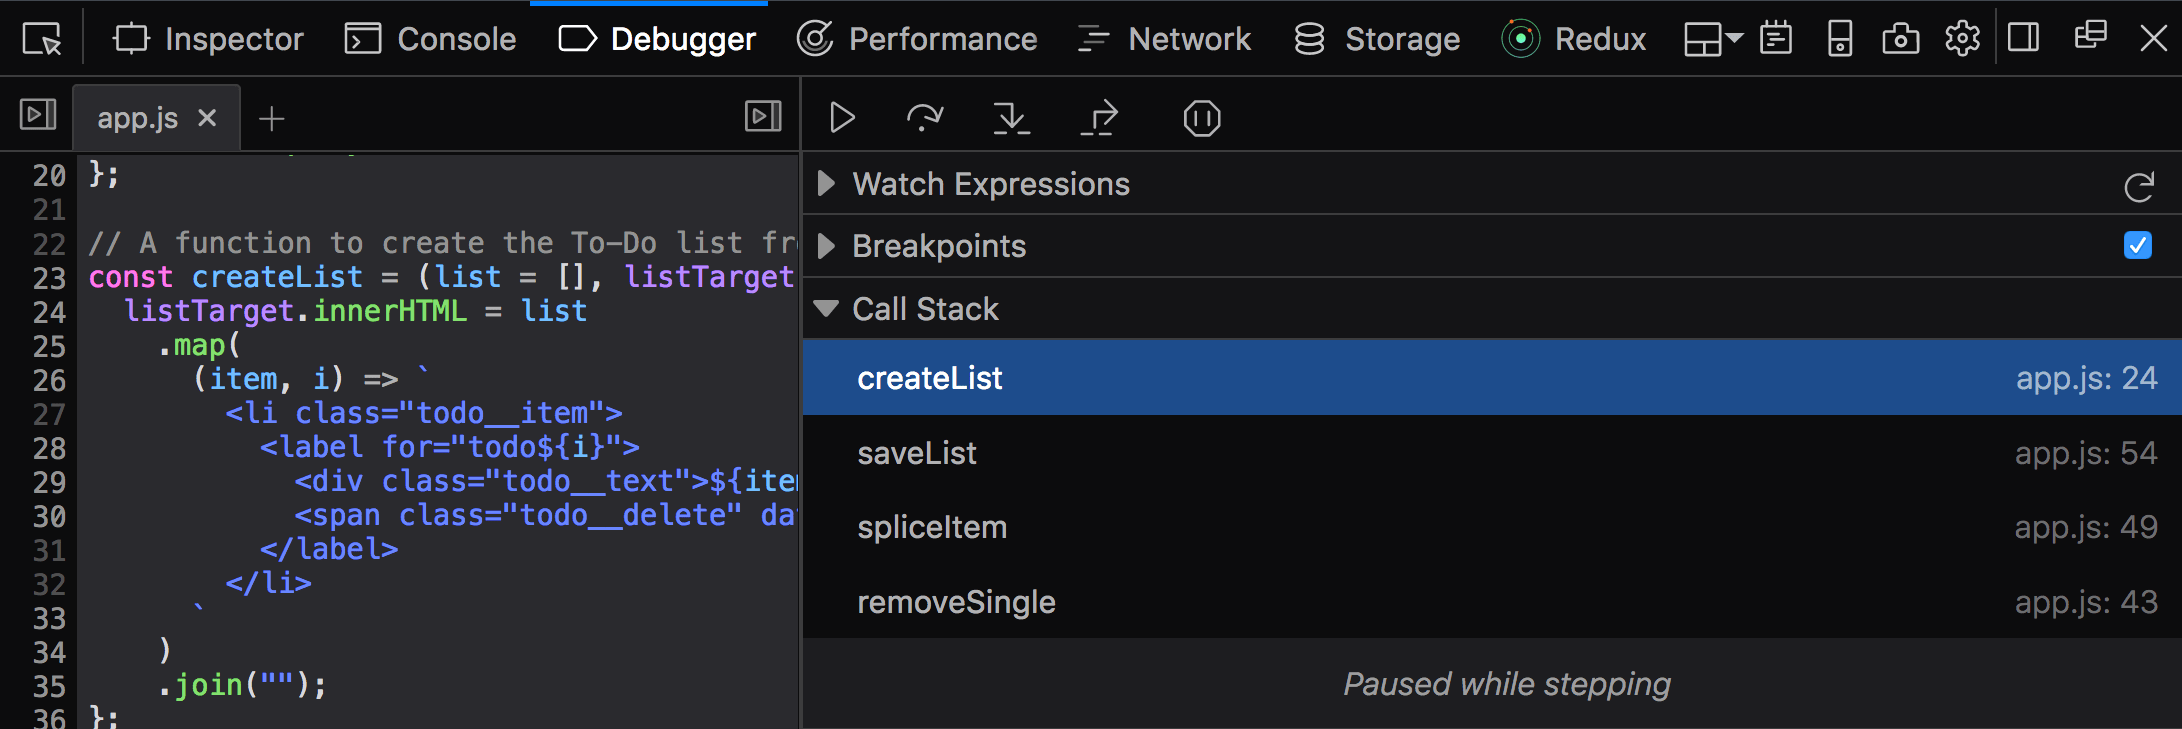 Inspector Console Debugger Performance Network Storage Redux
app.js
20 };
21
22 // A function to create the To-Do list fr
23 const createList = (list = [], listTarget
24 listTarget.innerHTML = list
25 .map(
26 (item, i) => `
27 <li class="todo__item">
28 <label for="todo${i}">
29 <div class="todo__text">${item
30 <span class="todo__delete" da
31 </label>
32 </li>
33 `
34 )
35 .join("");
36 };
Watch Expressions
Breakpoints
Call Stack
createList app.js: 24
saveList app.js: 54
spliceItem app.js: 49
removeSingle app.js: 43
Paused while stepping